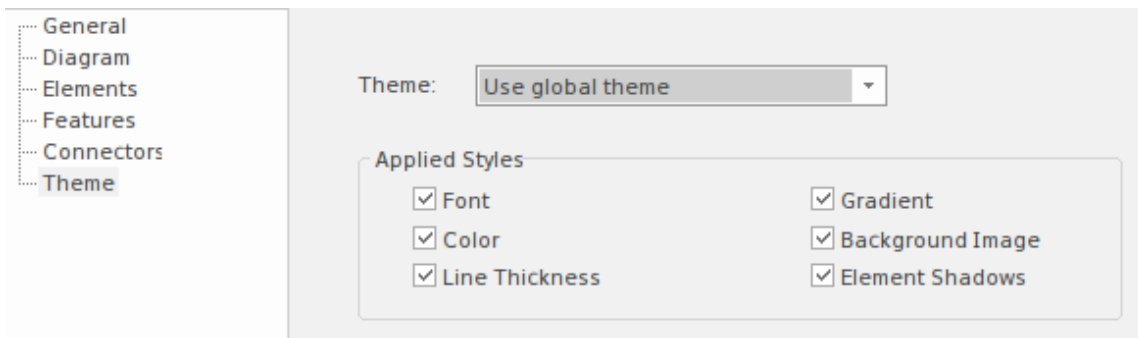 General
Diagram
Elements
Features
Connectors
Theme
Theme: Use global theme
Applied Styles
Font Gradient
Color Background Image
Line Thickness Element Shadows